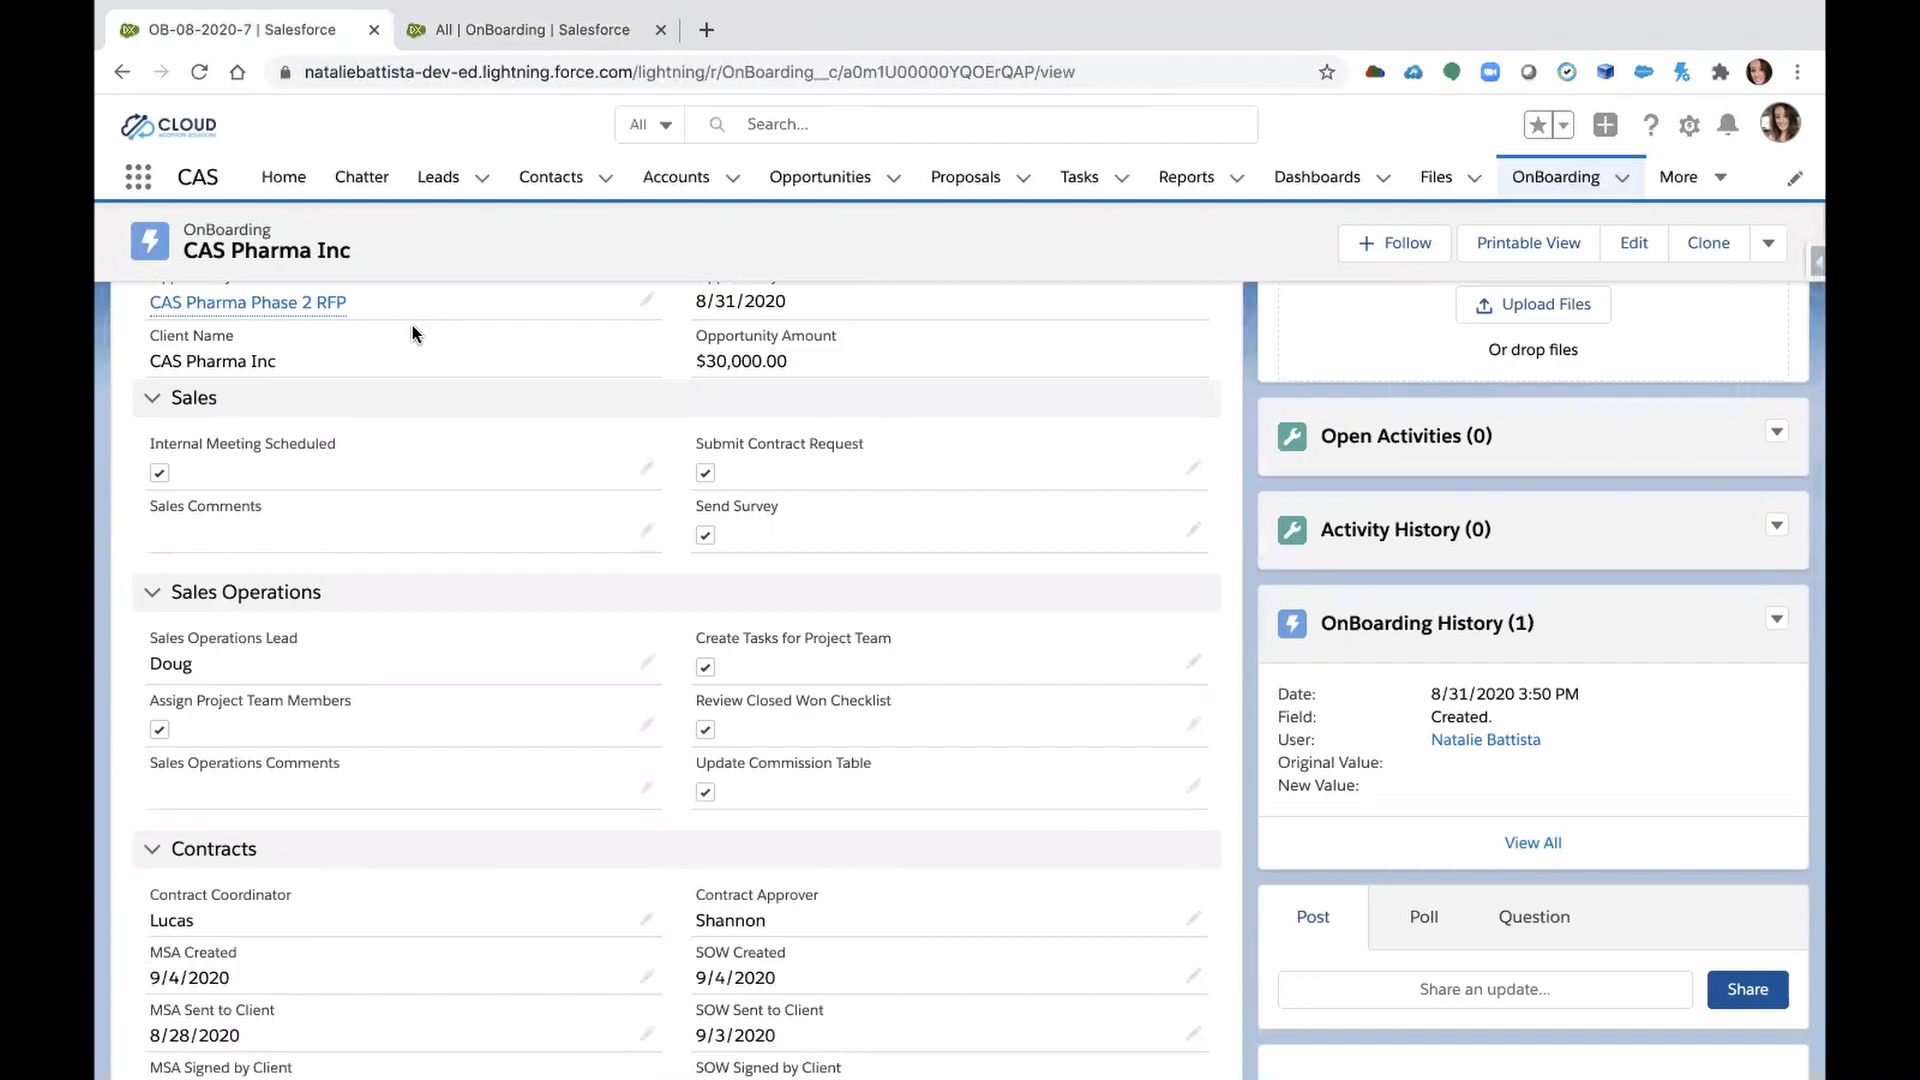 OB-08-2020-7 | Salesforce
All | OnBoarding | Salesforce
nataliebattista-dev-ed.lightning.force.com/lightning/r/OnBoarding__c/a0m1U00000YQOErQAP/view
CLOUD
All
Search...
CAS
Home
Chatter
Leads
Contacts
Accounts
Opportunities
Proposals
Tasks
Reports
Dashboards
Files
OnBoarding
More
OnBoarding
CAS Pharma Inc
Follow
Printable View
Edit
Clone
CAS Pharma Phase 2 RFP
8/31/2020
Client Name
Opportunity Amount
CAS Pharma Inc
$30,000.00
Sales
Internal Meeting Scheduled
Submit Contract Request
Sales Comments
Send Survey
Sales Operations
Sales Operations Lead
Create Tasks for Project Team
Doug
Assign Project Team Members
Review Closed Won Checklist
Sales Operations Comments
Update Commission Table
Contracts
Contract Coordinator
Contract Approver
Lucas
Shannon
MSA Created
SOW Created
9/4/2020
9/4/2020
MSA Sent to Client
SOW Sent to Client
8/28/2020
9/3/2020
MSA Signed by Client
SOW Signed by Client
Upload Files
Or drop files
Open Activities (0)
Activity History (0)
OnBoarding History (1)
Date: 8/31/2020 3:50 PM
Field: Created.
User: Natalie Battista
Original Value:
New Value:
View All
Post
Poll
Question
Share an update...
Share